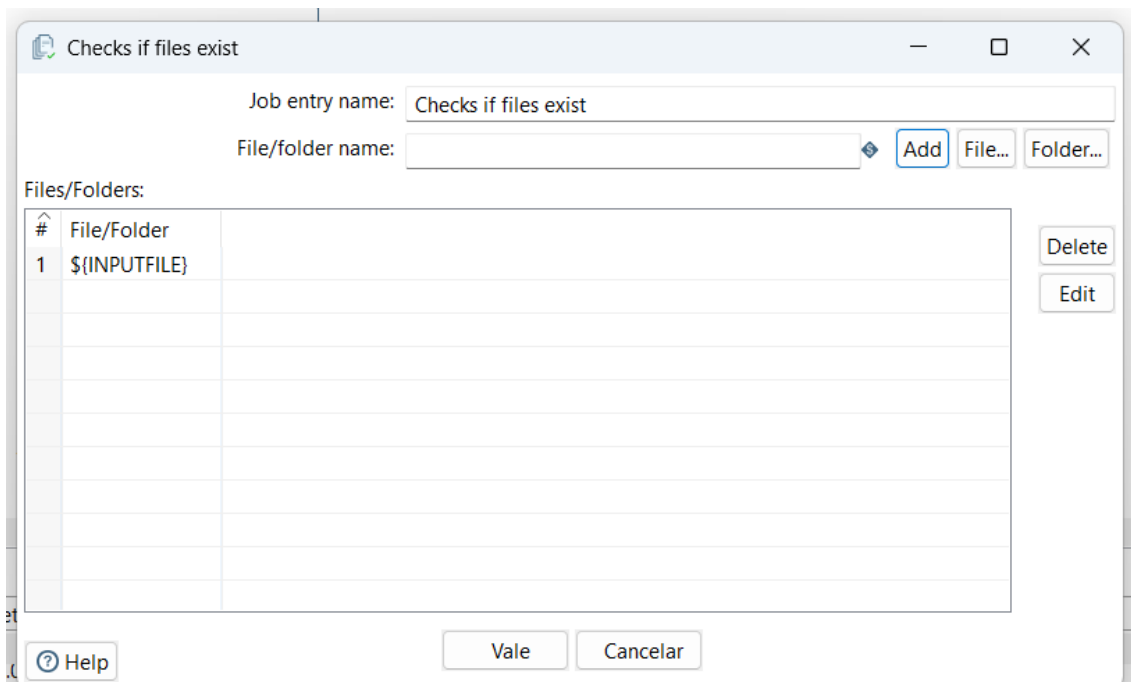 Checks if files exist
Job entry name: Checks if files exist
File/folder name: Add File... Folder...
Files/Folders:
# File/Folder
1 ${INPUTFILE}
Delete
Edit
et
Vale Cancelar
Help
.(